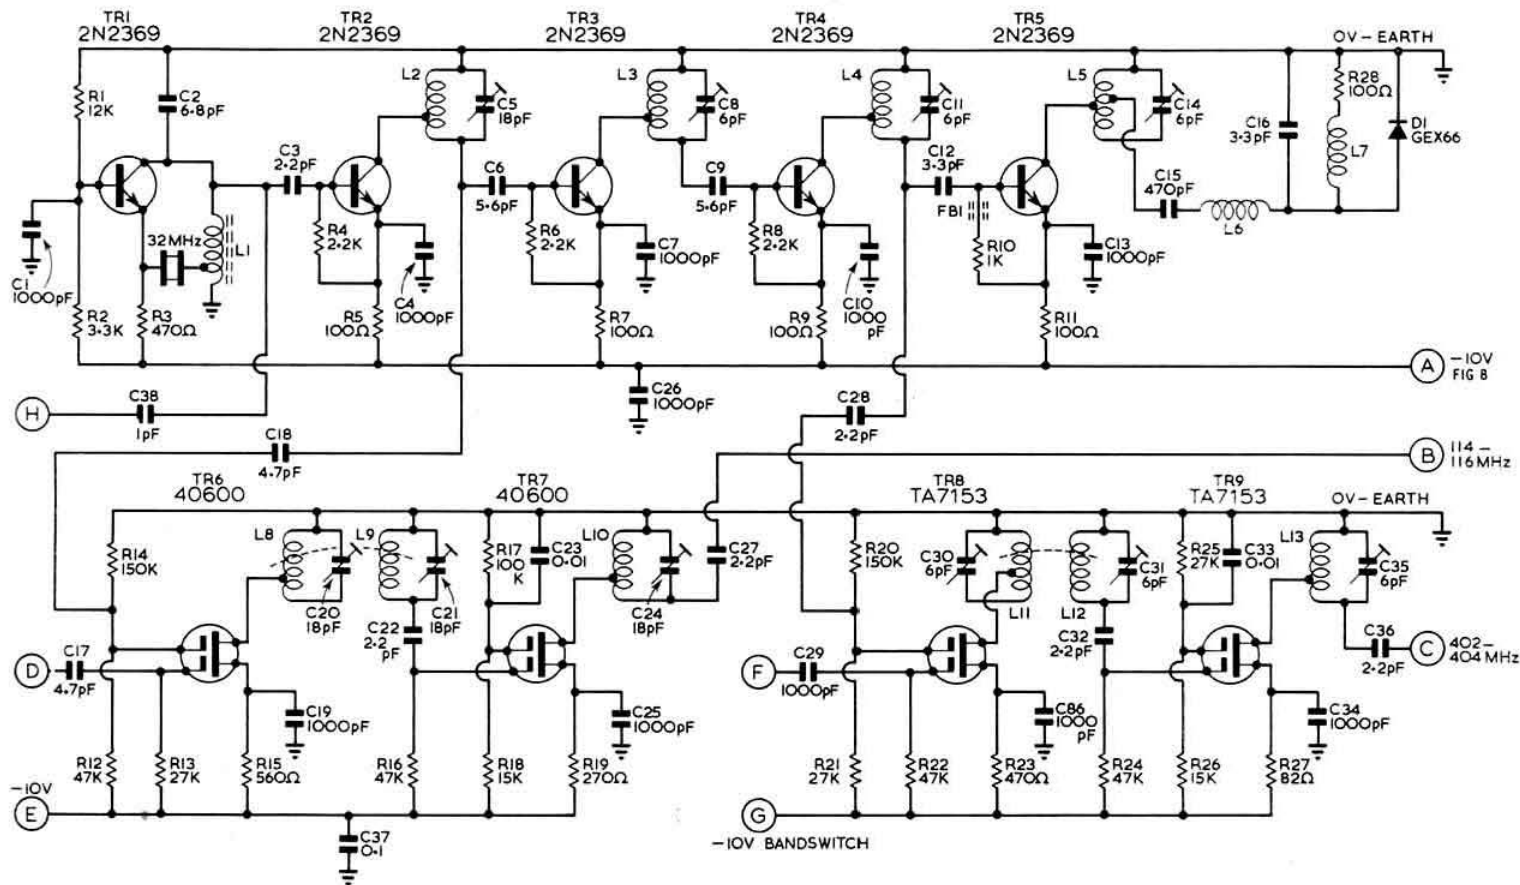 TR1
2N2369
TR2
2N2369
TR3
2N2369
TR4
2N2369
TR5
2N2369
OV - EARTH
R1
12K
C2
6·8pF
L2
C5
18pF
L3
C8
6pF
L4
C11
6pF
L5
C14
6pF
C16
3·3pF
R28
100Ω
L7
D1
GEX66
C3
2·2pF
C6
5·6pF
C9
5·6pF
C12
3·3pF
FB1
C15
470pF
L6
32MHz
L1
R4
2·2K
R6
2·2K
R8
2·2K
R10
1K
C7
1000pF
C13
1000pF
C1
1000pF
C4
1000pF
C10
1000
pF
R2
3·3K
R3
470Ω
R5
100Ω
R7
100Ω
R9
100Ω
R11
100Ω
A
-10V
FIG 8
C26
1000pF
H
C38
1pF
C28
2·2pF
C18
4·7pF
B
114-
116MHz
TR6
40600
TR7
40600
TR8
TA7153
TR9
TA7153
OV-EARTH
R14
150K
L8
L9
R17
100
K
C23
0·01
L10
C27
2·2pF
R20
150K
C30
6pF
L11
L12
C31
6pF
R25
27K
C33
0·01
L13
C35
6pF
C20
18pF
C21
18pF
C22
2·2
pF
C24
18pF
C32
2·2pF
C36
2·2pF
C
402-
404MHz
D
C17
4·7pF
F
C29
1000pF
C19
1000pF
C25
1000pF
C86
1000
pF
C34
1000pF
R12
47K
R13
27K
R15
560Ω
R16
47K
R18
15K
R19
270Ω
R21
27K
R22
47K
R23
470Ω
R24
47K
R26
15K
R27
82Ω
-10V
E
G
-10V BANDSWITCH
C37
0·1